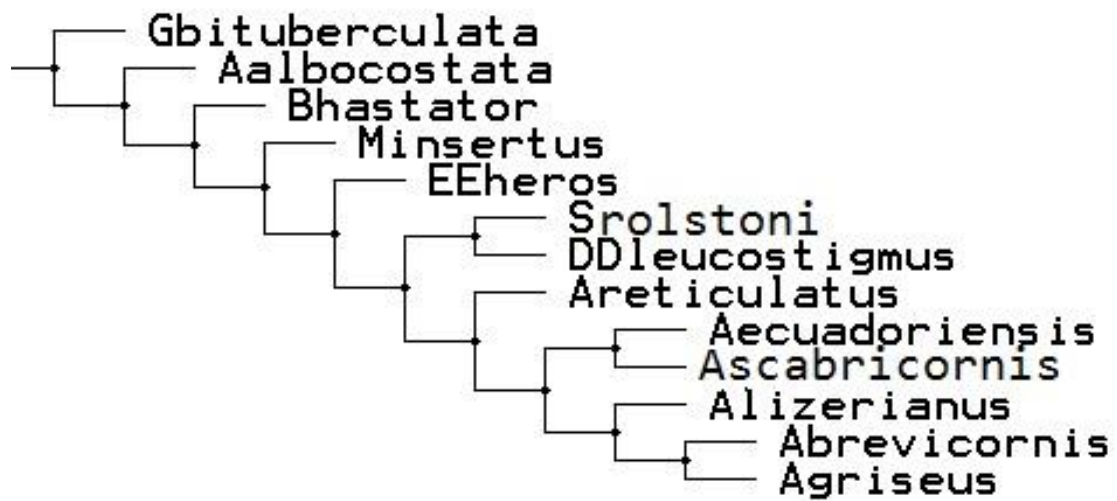 Gbituberculata
Aalbocostata
Bhastator
Minsertus
EEheros
Srolstoni
DDleucostigmus
Areticulatus
Aecuadoriensis
Ascabricornis
Alizerianus
Abrevicornis
Agriseus